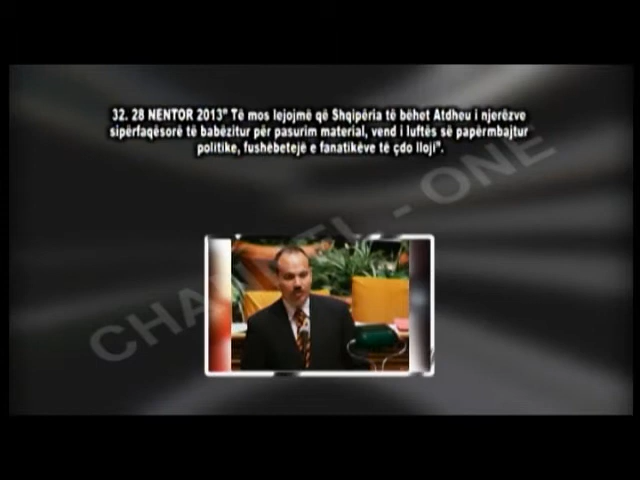 32. 28 NENTOR 2013" Të mos lejojmë që Shqipëria të bëhet Atdheu i njerëzve
sipërfaqësorë të babëzitur për pasurim material, vend i luftës së papërmbajtur
politike, fushëbetejë e fanatikëve të çdo lloji".
CHANNEL - ONE